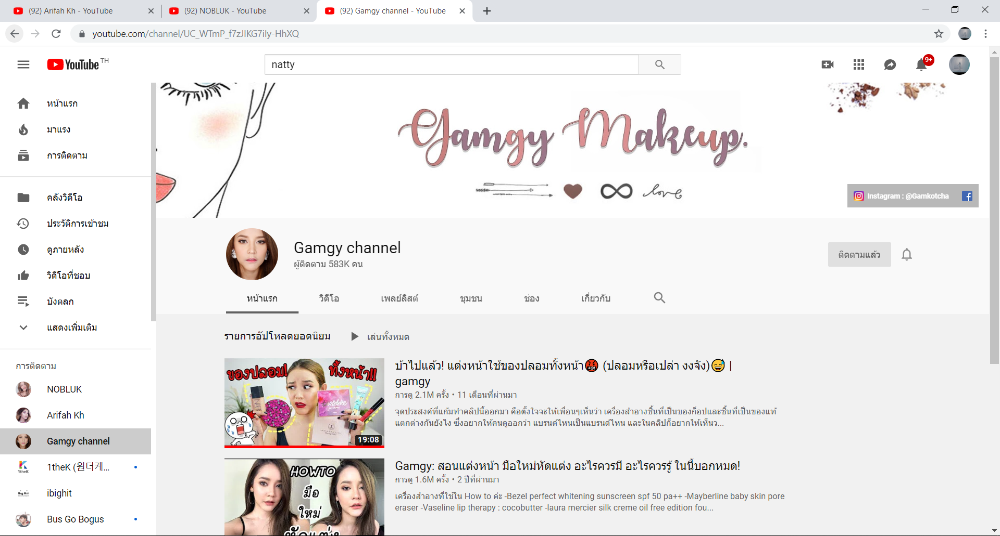 (92) Arifah Kh - YouTube
(92) NOBLUK - YouTube
(92) Gamgy channel - YouTube
youtube.com/channel/UC_WTmP_f7zJIKG7iIy-HhXQ
YouTube TH
natty
9+
หน้าแรก
มาแรง
การติดตาม
คลังวิดีโอ
ประวัติการเข้าชม
ดูภายหลัง
วิดีโอที่ชอบ
บังตลก
แสดงเพิ่มเติม
การติดตาม
NOBLUK
Arifah Kh
Gamgy channel
1theK (원더케...
ibighit
Bus Go Bogus
Gamgy Makeup.
love
Instagram : @Gamkotcha
Gamgy channel
ผู้ติดตาม 583K คน
ติดตามแล้ว
หน้าแรก
วิดีโอ
เพลย์ลิสต์
ชุมชน
ช่อง
เกี่ยวกับ
รายการอัปโหลดยอดนิยม
เล่นทั้งหมด
ของปลอม!
ทั้งหน้า!!
19:08
บ้าไปแล้ว! แต่งหน้าใช้ของปลอมทั้งหน้า🤬 (ปลอมหรือเปล่า งงจัง)😅 |
gamgy
การดู 2.1M ครั้ง • 11 เดือนที่ผ่านมา
จุดประสงค์ที่แก้มทำคลิปนี้ออกมา คือตั้งใจจะให้เพื่อนๆเห็นว่า เครื่องสำอางชิ้นที่เป็นของก็อปและชิ้นที่เป็นของแท้
แตกต่างกันยังไง ซึ่งอยากให้คนดูออกว่า แบรนด์ไหนเป็นแบรนด์ไหน และในคลิปก็อยากให้เห็นว...
HOWTO
มือ
ใหม่
หัดแต่ง
Gamgy: สอนแต่งหน้า มือใหม่หัดแต่ง อะไรควรมี อะไรควรรู้ ในนี้บอกหมด!
การดู 1.6M ครั้ง • 2 ปีที่ผ่านมา
เครื่องสำอางที่ใช้ใน How to ค่ะ -Bezel perfect whitening sunscreen spf 50 pa++ -Mayberline baby skin pore
eraser -Vaseline lip therapy : cocobutter -laura mercier silk creme oil free edition fou...